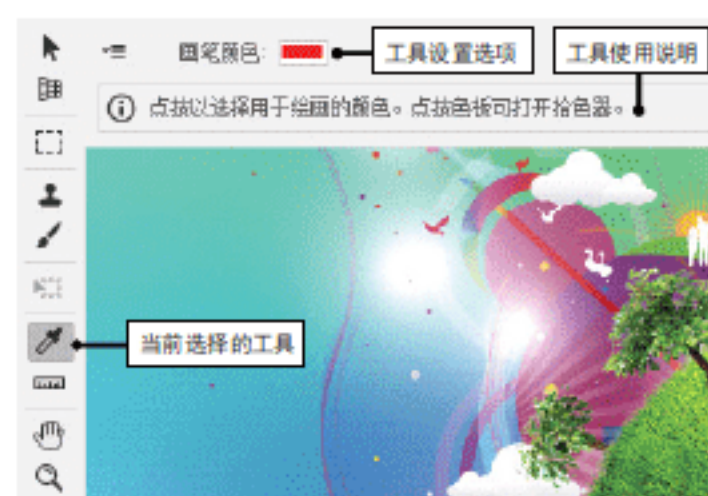 画笔颜色: 工具设置选项 工具使用说明
点按以选择用于绘画的颜色。点按色板可打开拾色器。
当前选择的工具